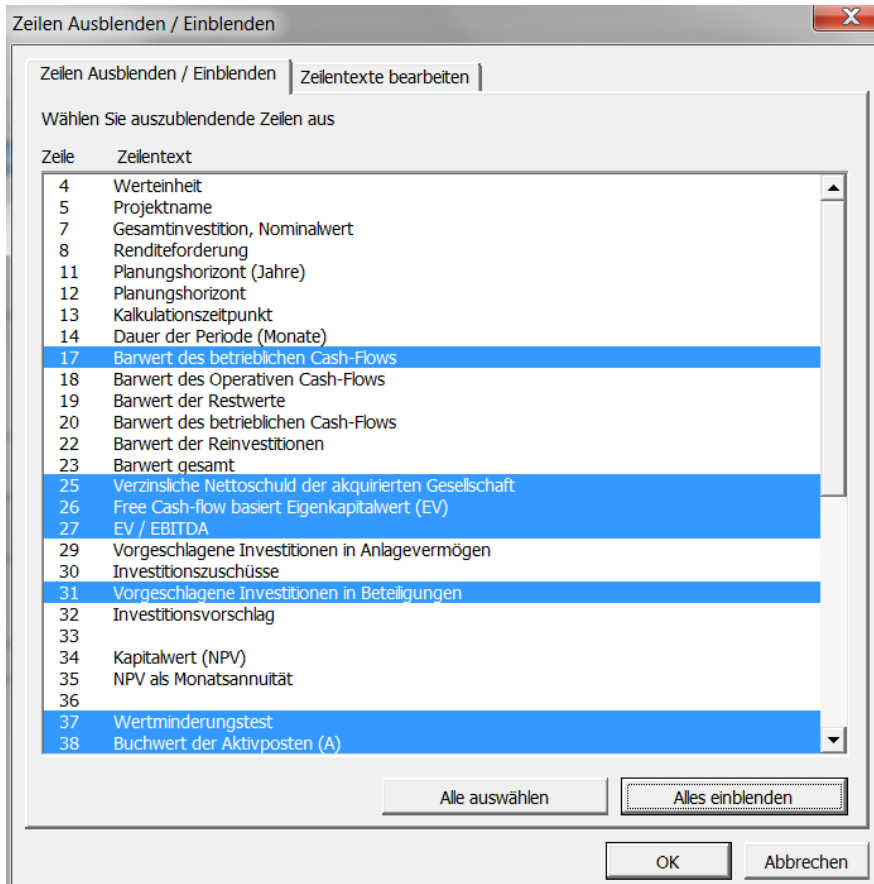 Zeilen Ausblenden / Einblenden
X
Zeilen Ausblenden / Einblenden Zeilentexte bearbeiten
Wählen Sie auszublendende Zeilen aus
Zeile Zeilentext
4 Werteinheit
5 Projektname
7 Gesamtinvestition, Nominalwert
8 Renditeforderung
11 Planungshorizont (Jahre)
12 Planungshorizont
13 Kalkulationszeitpunkt
14 Dauer der Periode (Monate)
17 Barwert des betrieblichen Cash-Flows
18 Barwert des Operativen Cash-Flows
19 Barwert der Restwerte
20 Barwert des betrieblichen Cash-Flows
22 Barwert der Reinvestitionen
23 Barwert gesamt
25 Verzinsliche Nettoschuld der akquirierten Gesellschaft
26 Free Cash-flow basiert Eigenkapitalwert (EV)
27 EV / EBITDA
29 Vorgeschlagene Investitionen in Anlagevermögen
30 Investitionszuschüsse
31 Vorgeschlagene Investitionen in Beteiligungen
32 Investitionsvorschlag
33
34 Kapitalwert (NPV)
35 NPV als Monatsannuität
36
37 Wertminderungstest
38 Buchwert der Aktivposten (A)
Alle auswählen Alles einblenden
OK Abbrechen